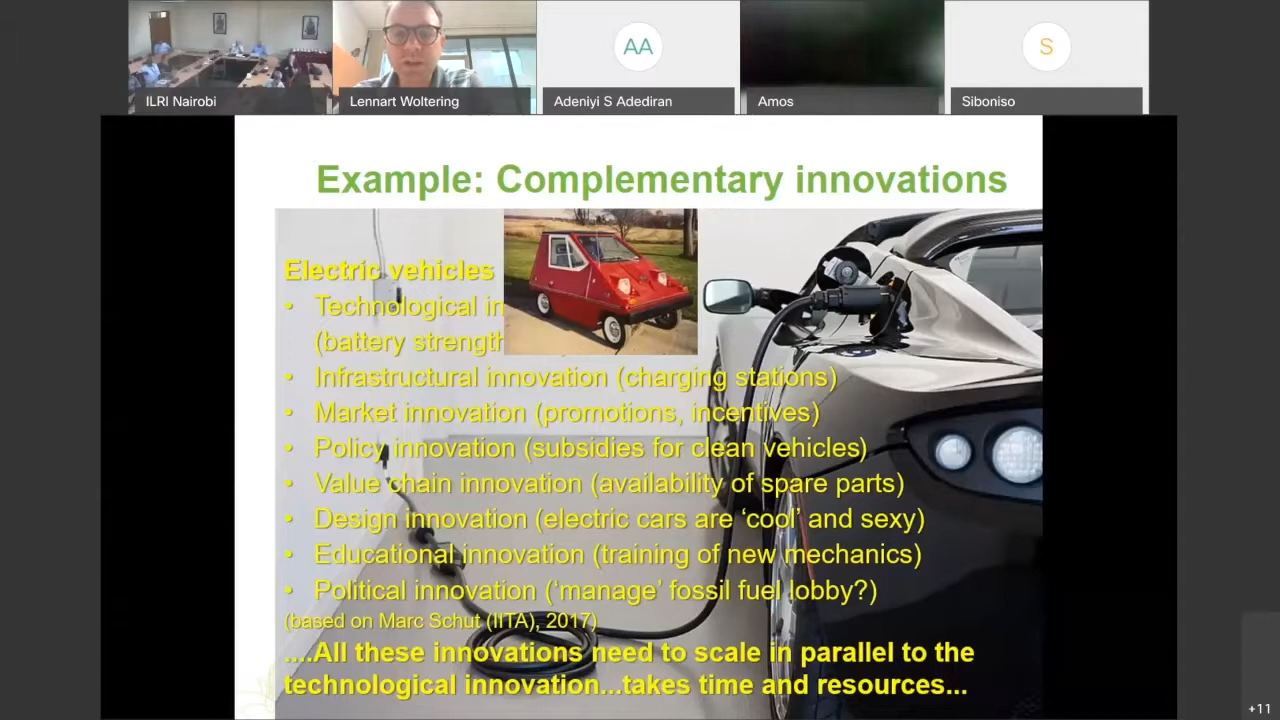 AA
S
ILRI Nairobi
Lennart Woltering
Adeniyi S Adediran
Amos
Siboniso
Example: Complementary innovations
Electric vehicles
• Technological
(battery
• Infrastructural innovation (charging stations)
• Market innovation (promotions, incentives)
• Policy innovation (subsidies for clean vehicles)
• Value chain innovation (availability of spare parts)
• Design innovation (electric cars are ‘cool’ and sexy)
• Educational innovation (training of new mechanics)
• Political innovation (‘manage’ fossil fuel lobby?)
(based on Marc Schut (IITA), 2017)
....All these innovations need to scale in parallel to the
technological innovation...takes time and resources...
+11